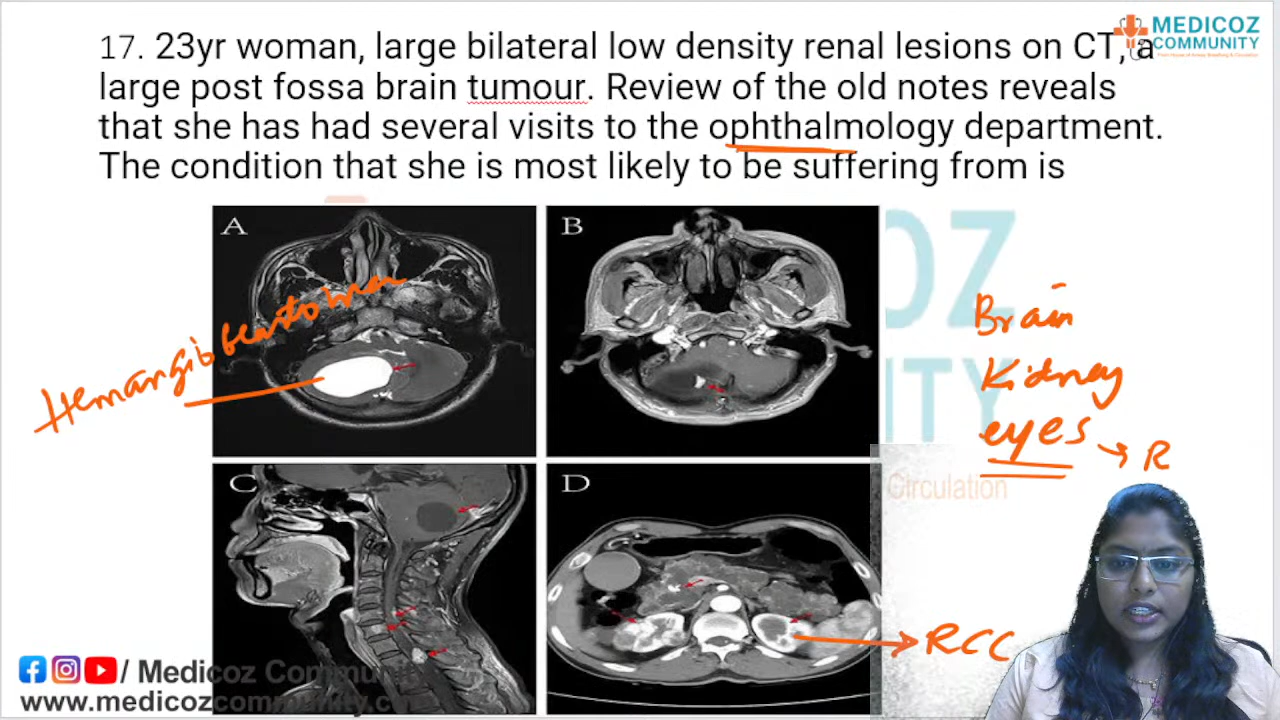 17. 23yr woman, large bilateral low density renal lesions on CT, a
large post fossa brain tumour. Review of the old notes reveals
that she has had several visits to the ophthalmology department.
The condition that she is most likely to be suffering from is
MEDICOZ
COMMUNITY
A
B
Hemangioblastoma
Brain
Kidney
eyes → R
C
D
Circulation
RCC
/ Medicoz Community
www.medicozcommunity.c